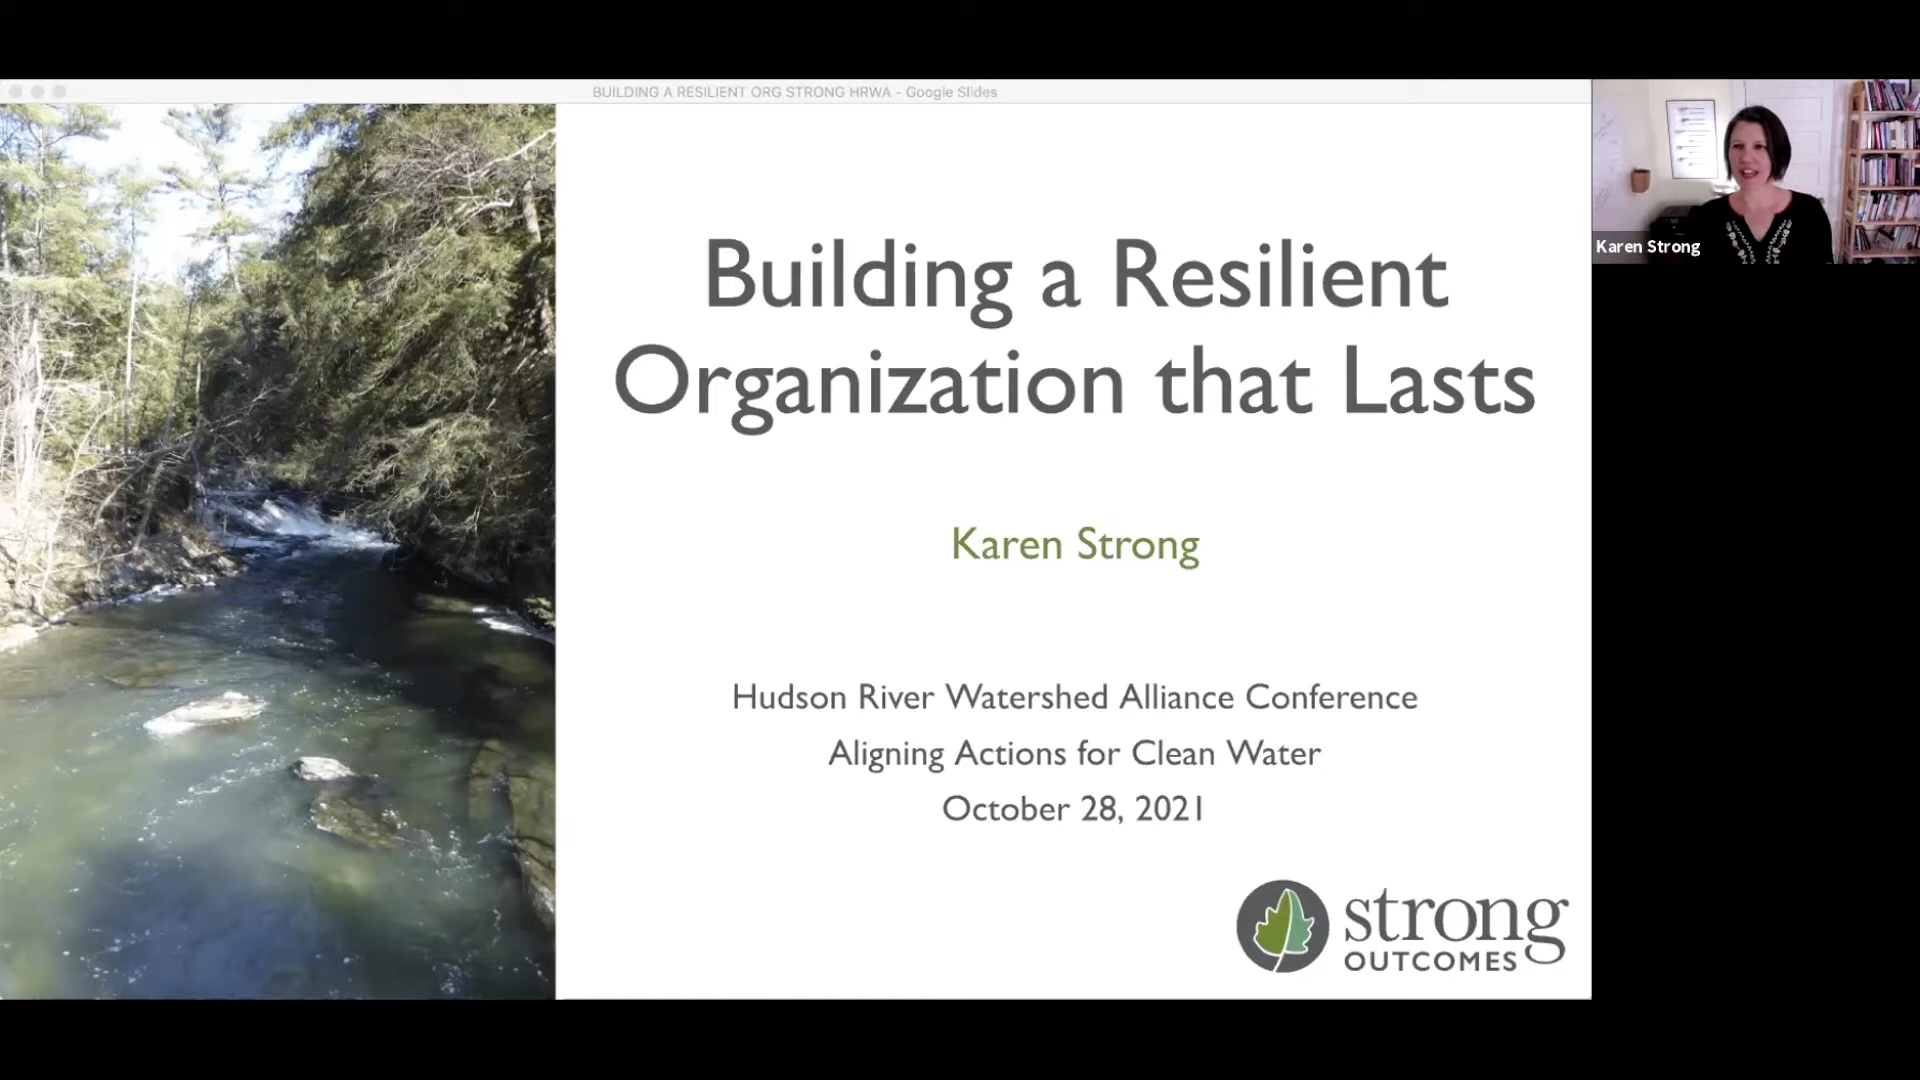 BUILDING A RESILIENT ORG STRONG HRWA - Google Slides
Building a Resilient
Organization that Lasts
Karen Strong
Hudson River Watershed Alliance Conference
Aligning Actions for Clean Water
October 28, 2021
strong
OUTCOMES
Karen Strong